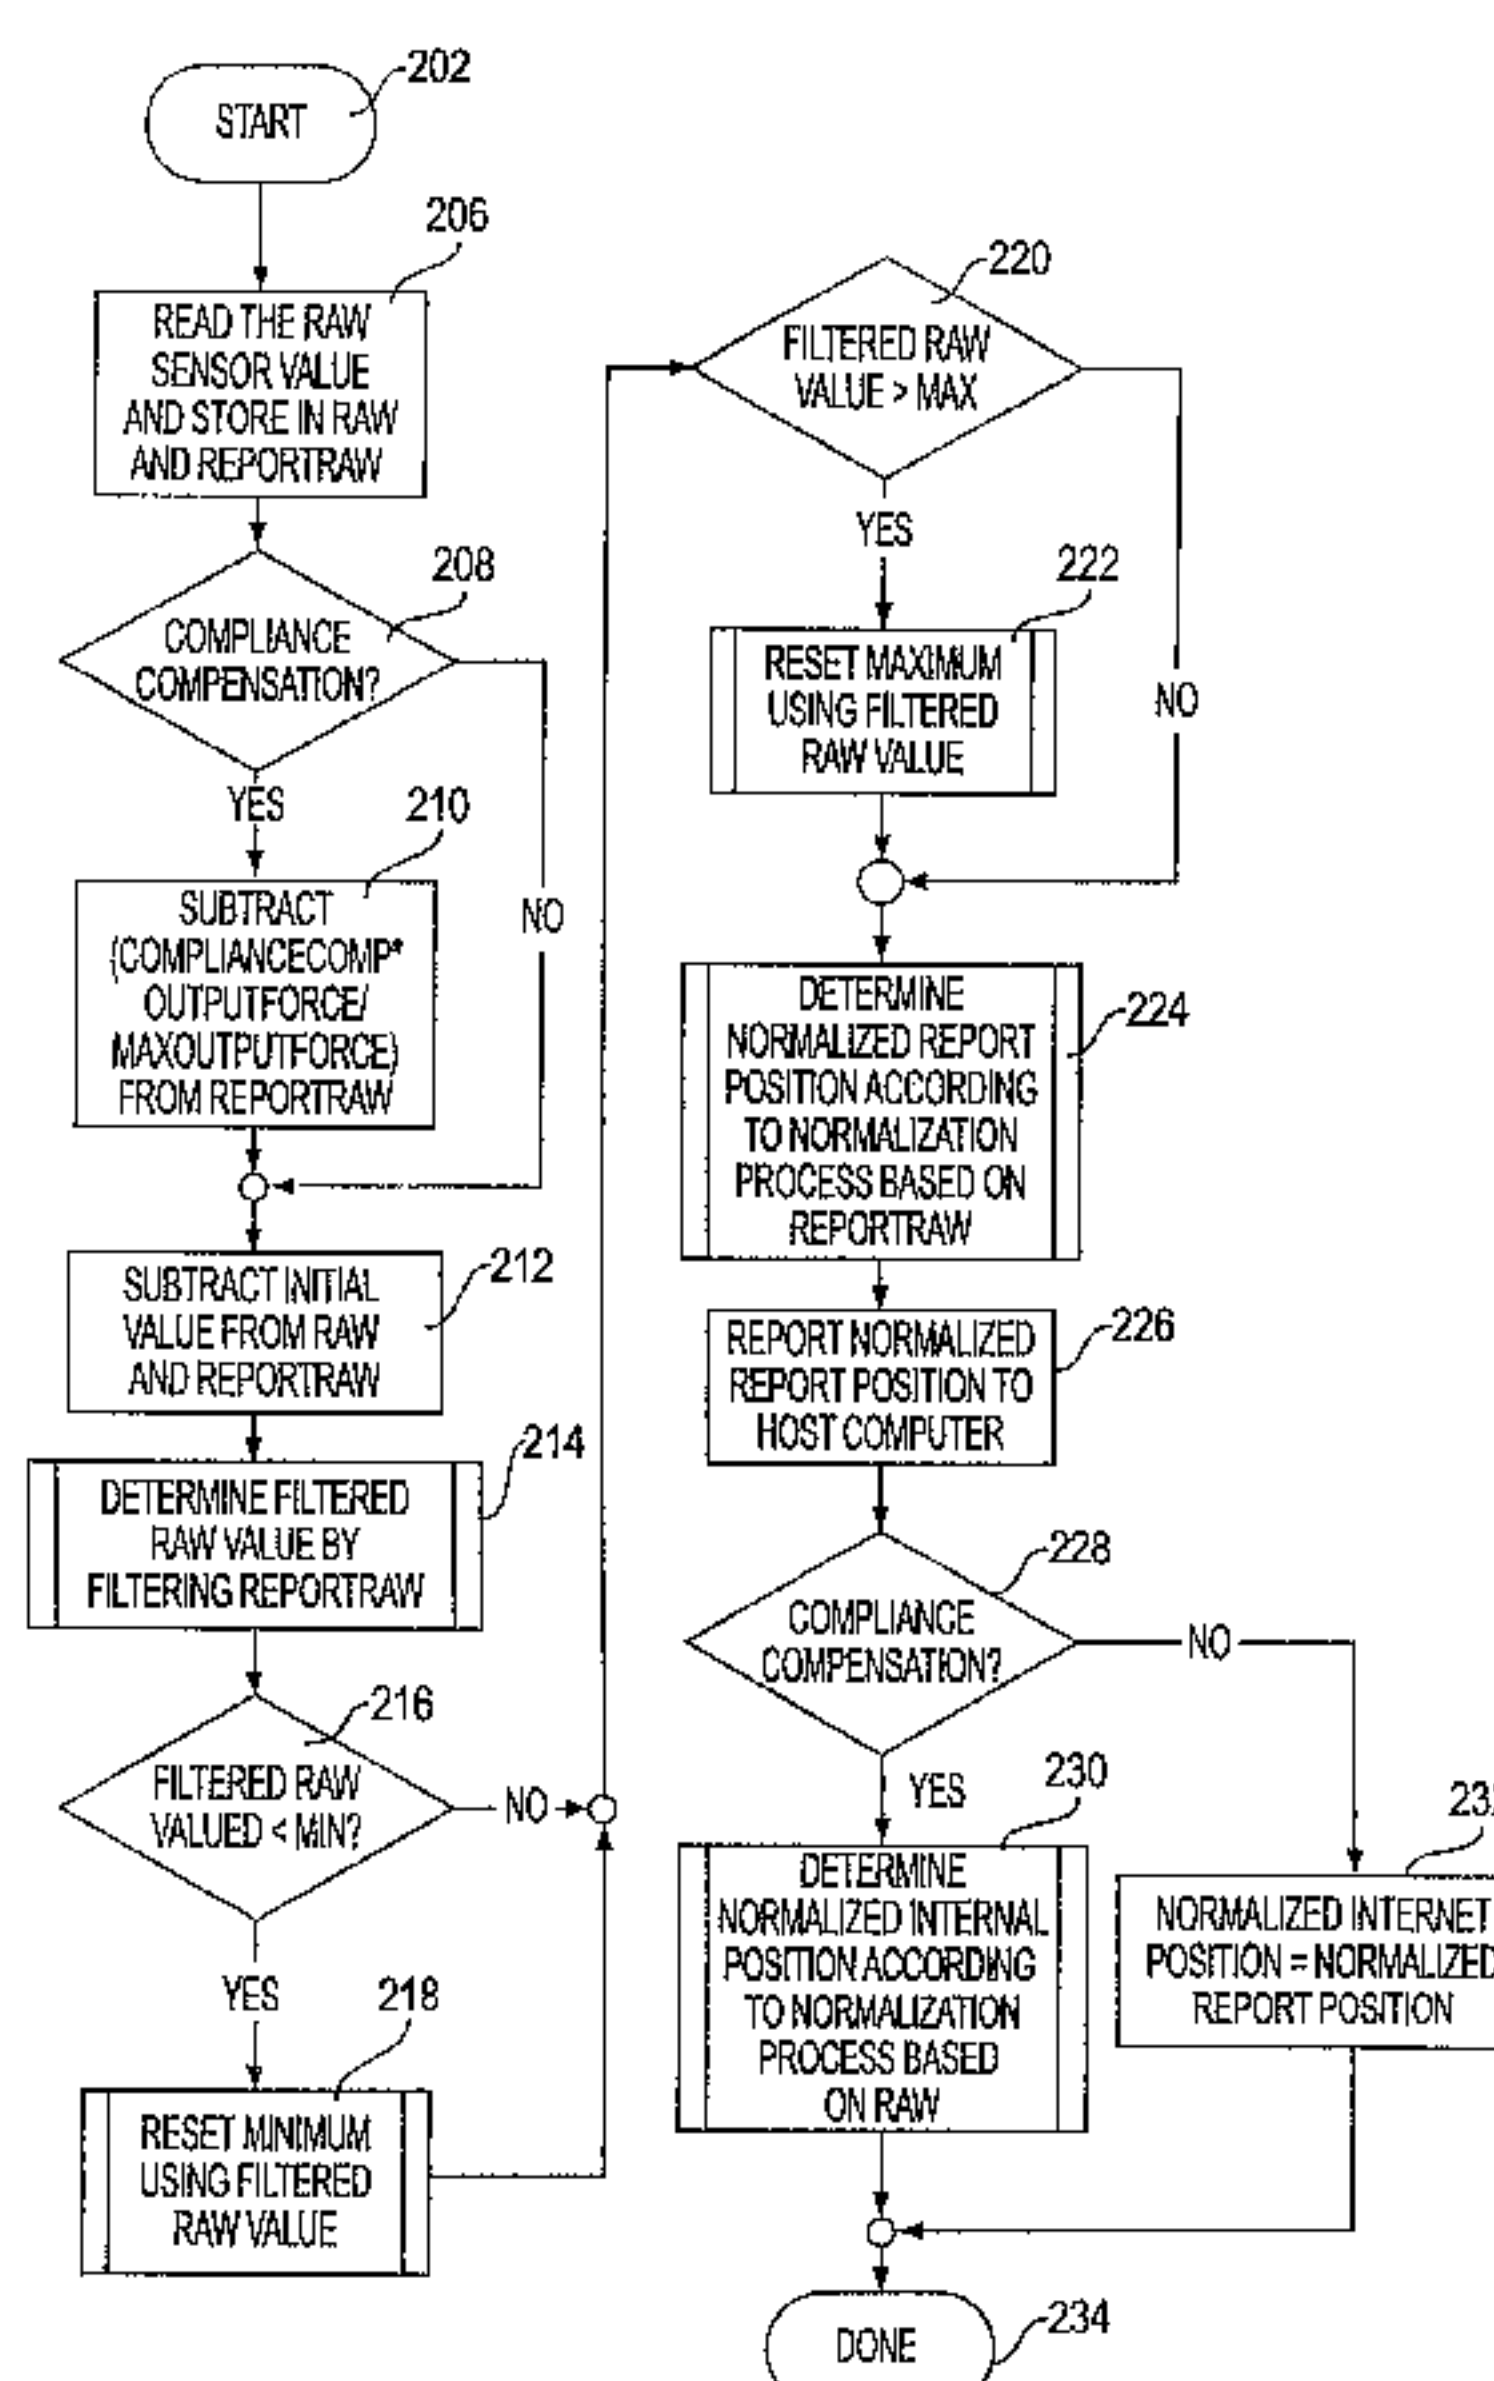 202
START
206
READ THE RAW
SENSOR VALUE
AND STORE IN RAW
AND REPORTRAW
208
COMPLIANCE
COMPENSATION?
YES
NO
210
SUBTRACT
(COMPLIANCECOMP*
OUTPUTFORCE/
MAXOUTPUTFORCE)
FROM REPORTRAW
212
SUBTRACT INITIAL
VALUE FROM RAW
AND REPORTRAW
214
DETERMINE FILTERED
RAW VALUE BY
FILTERING REPORTRAW
216
FILTERED RAW
VALUED < MIN?
NO
YES
218
RESET MINIMUM
USING FILTERED
RAW VALUE
220
FILTERED RAW
VALUE > MAX
YES
NO
222
RESET MAXIMUM
USING FILTERED
RAW VALUE
224
DETERMINE
NORMALIZED REPORT
POSITION ACCORDING
TO NORMALIZATION
PROCESS BASED ON
REPORTRAW
226
REPORT NORMALIZED
REPORT POSITION TO
HOST COMPUTER
228
COMPLIANCE
COMPENSATION?
NO
YES
230
DETERMINE
NORMALIZED INTERNAL
POSITION ACCORDING
TO NORMALIZATION
PROCESS BASED
ON RAW
NORMALIZED INTERNET
POSITION = NORMALIZED
REPORT POSITION
234
DONE